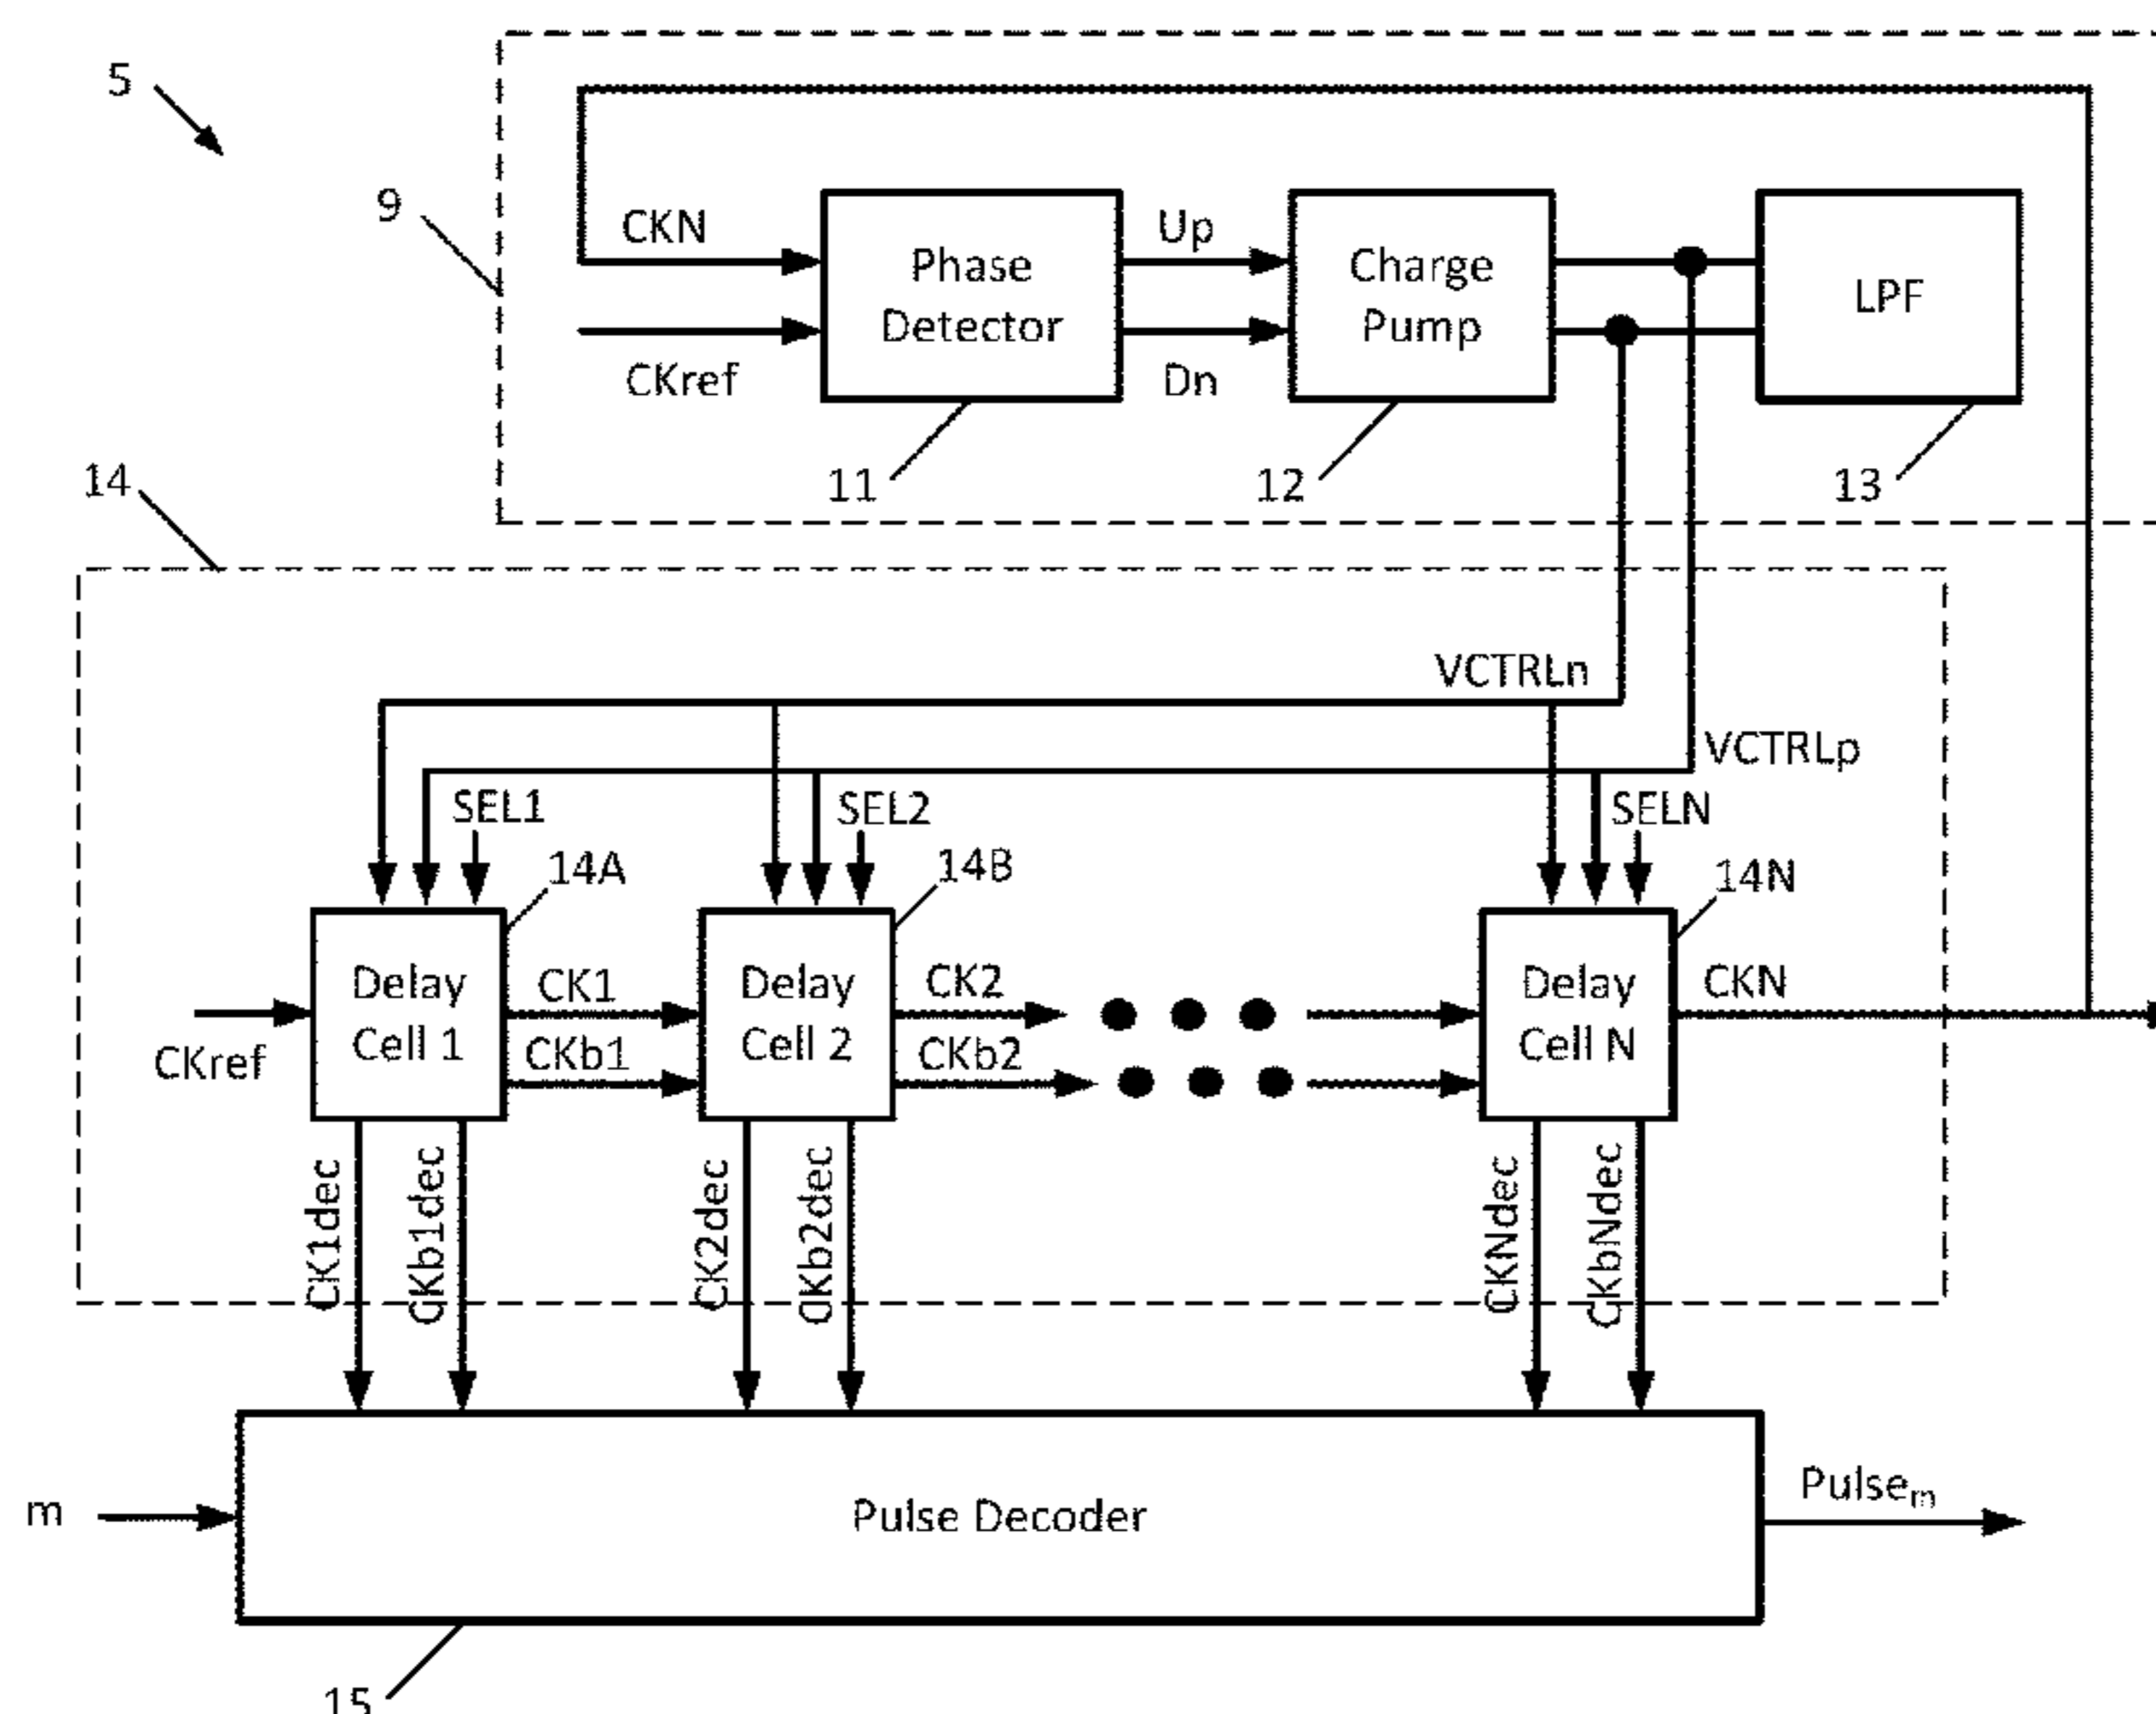 5
9
CKN
CKref
Phase
Detector
Up
Dn
Charge
Pump
LPF
11
12
13
14
VCTRLn
VCTRLp
SEL1
SEL2
SELN
14A
14B
14N
CKref
Delay
Cell 1
CK1
CKb1
Delay
Cell 2
CK2
CKb2
Delay
Cell N
CKN
CK1dec
CKb1dec
CK2dec
CKb2dec
CKNdec
CKbNdec
m
Pulse Decoder
Pulsem
15